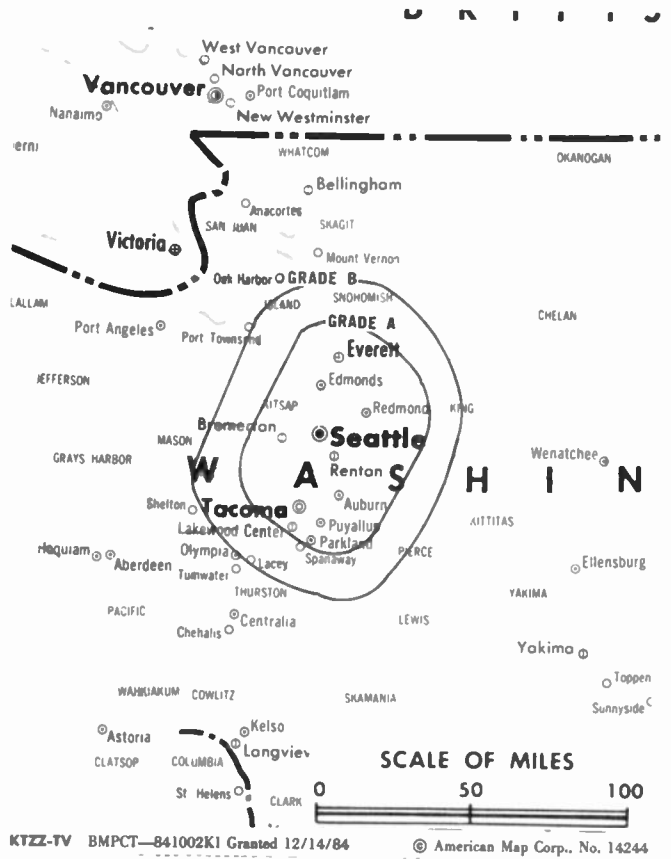 B R I T I S
West Vancouver
North Vancouver
Vancouver
Port Coquitlam
Nanaimo
New Westminster
erni
WHATCOM
OKANOGAN
Bellingham
Anacortes
SAN JUAN
SKAGIT
Victoria
Mount Vernon
Oak Harbor
GRADE B
ISLAND
SNOHOMISH
LALLAM
CHELAN
GRADE A
Port Angeles
Port Townsend
Everett
JEFFERSON
Edmonds
KITSAP
Redmond
KING
Bremerton
Seattle
MASON
GRAYS HARBOR
Wenatchee
Renton
W A S H I N
Shelton
Tacoma
Auburn
Lakewood Center
Puyallup
KITTITAS
Parkland
Hoquiam
Aberdeen
Olympia
Lacey
Spanaway
PIERCE
Ellensburg
Tumwater
THURSTON
YAKIMA
PACIFIC
Centralia
LEWIS
Chehalis
Yakima
Toppen
WAHKIAKUM
COWLITZ
SKAMANIA
Sunnyside
Astoria
Kelso
CLATSOP
COLUMBIA
Longview
SCALE OF MILES
St Helens
CLARK
0 50 100
KTZZ-TV BMPCT—841002KI Granted 12/14/84 © American Map Corp., No. 14244